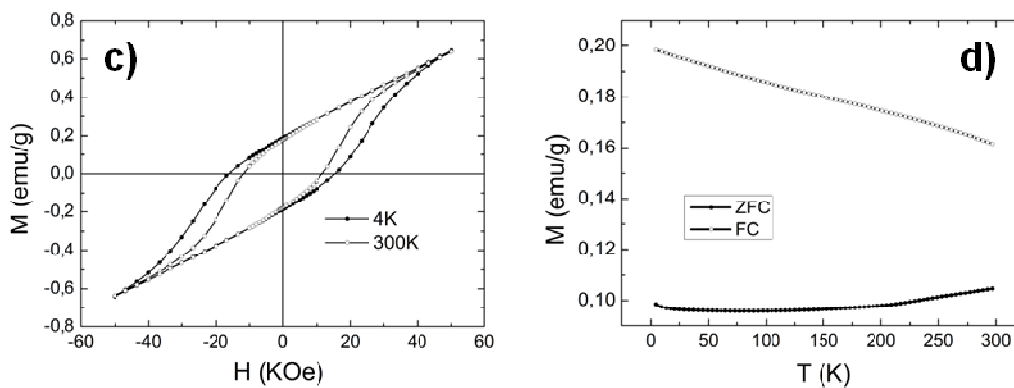 c)
0,8
0,6
0,4
0,2
0,0
-0,2
-0,4
-0,6
-0,8
M (emu/g)
4K
300K
-60 -40 -20 0 20 40 60
H (KOe)
d)
0,20
0,18
0,16
0,14
0,12
0,10
M (emu/g)
ZFC
FC
0 50 100 150 200 250 300
T (K)